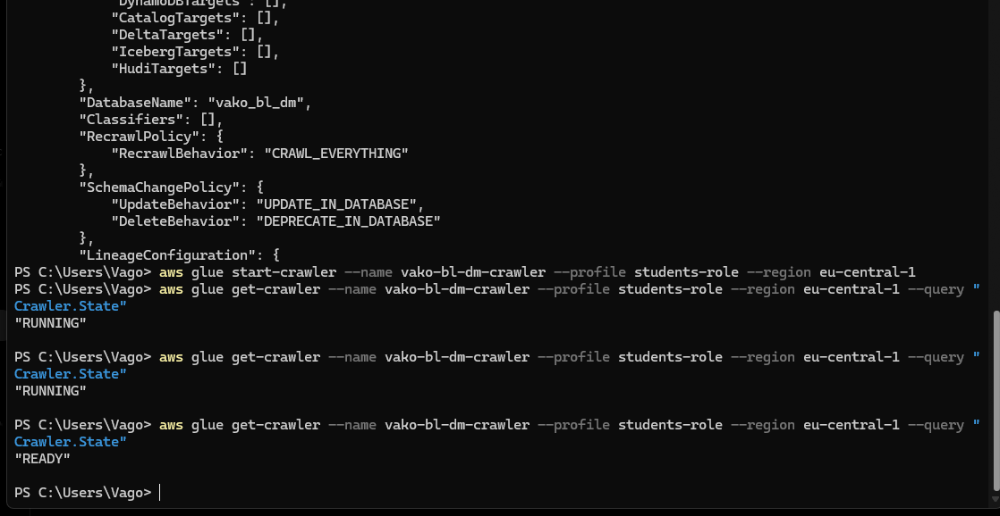 "DynamoDBTargets": [],
"CatalogTargets": [],
"DeltaTargets": [],
"IcebergTargets": [],
"HudiTargets": []
},
"DatabaseName": "vako_bl_dm",
"Classifiers": [],
"RecrawlPolicy": {
"RecrawlBehavior": "CRAWL_EVERYTHING"
},
"SchemaChangePolicy": {
"UpdateBehavior": "UPDATE_IN_DATABASE",
"DeleteBehavior": "DEPRECATE_IN_DATABASE"
},
"LineageConfiguration": {
PS C:\Users\Vago> aws glue start-crawler --name vako-bl-dm-crawler --profile students-role --region eu-central-1
PS C:\Users\Vago> aws glue get-crawler --name vako-bl-dm-crawler --profile students-role --region eu-central-1 --query "
Crawler.State"
"RUNNING"
PS C:\Users\Vago> aws glue get-crawler --name vako-bl-dm-crawler --profile students-role --region eu-central-1 --query "
Crawler.State"
"RUNNING"
PS C:\Users\Vago> aws glue get-crawler --name vako-bl-dm-crawler --profile students-role --region eu-central-1 --query "
Crawler.State"
"READY"
PS C:\Users\Vago>